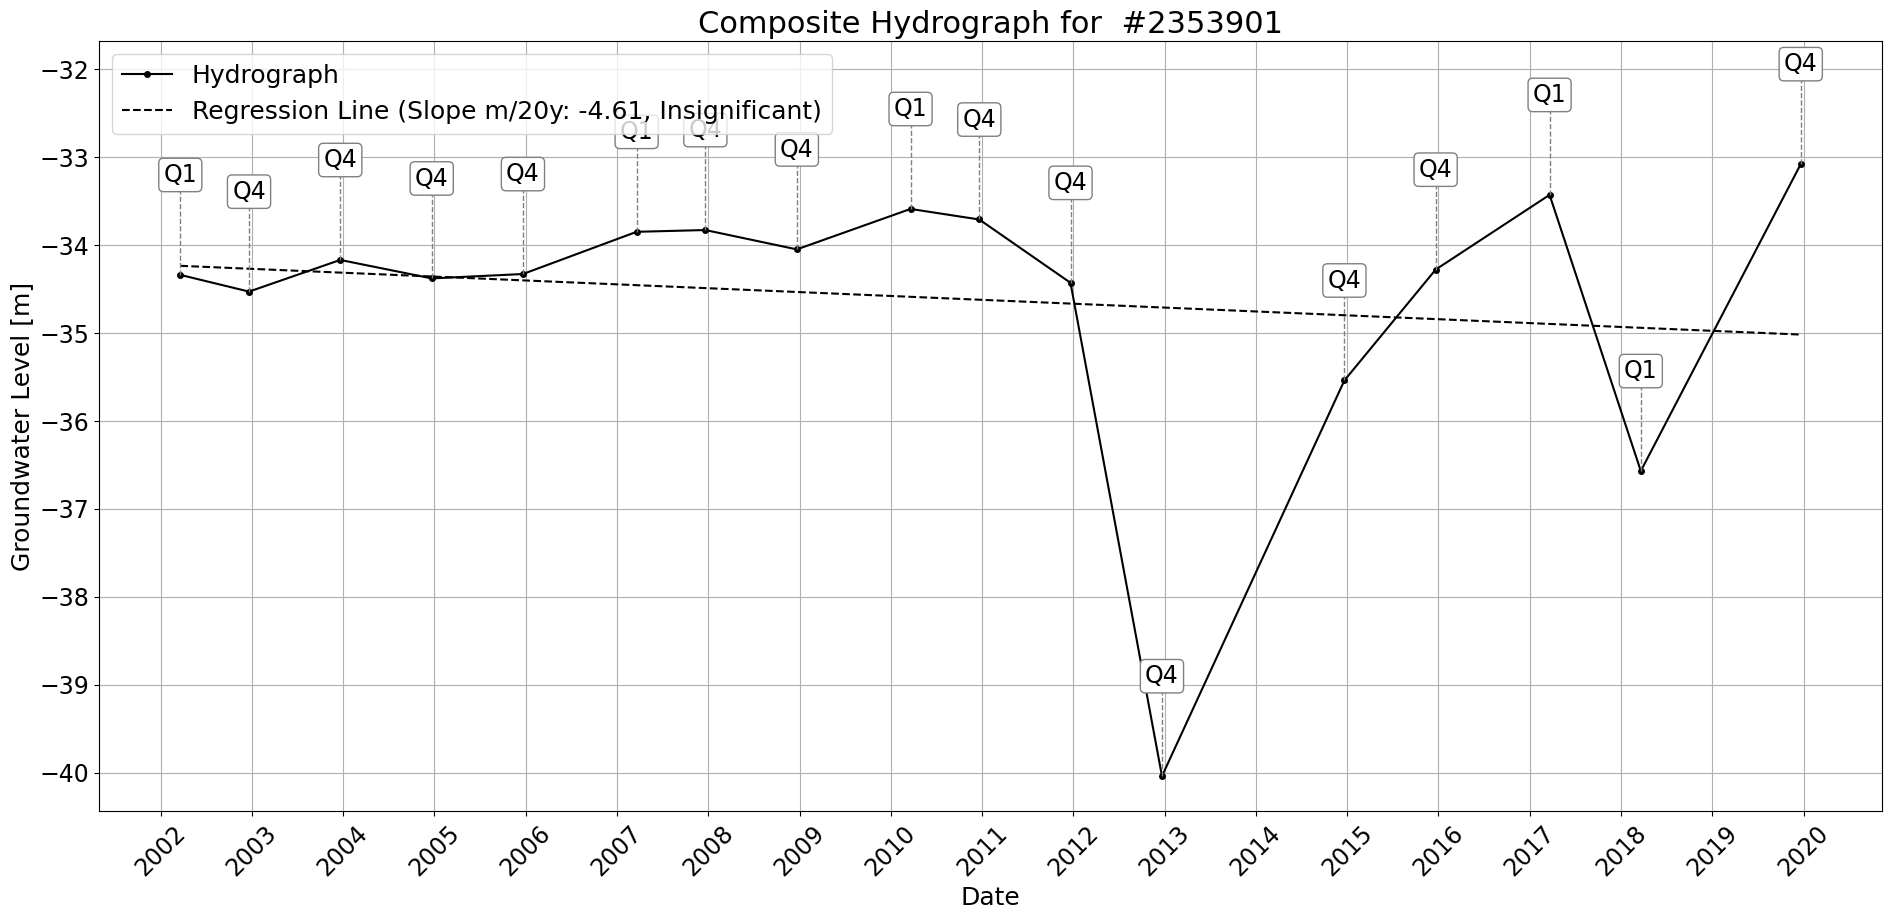 Composite Hydrograph for  #2353901
Hydrograph
Regression Line (Slope m/20y: -4.61, Insignificant)
Groundwater Level [m]
−32
−33
−34
−35
−36
−37
−38
−39
−40
Q1
Q4
Q4
Q4
Q4
Q1
Q4
Q4
Q1
Q4
Q4
Q4
Q4
Q4
Q1
Q1
Q4
2002
2003
2004
2005
2006
2007
2008
2009
2010
2011
2012
2013
2014
2015
2016
2017
2018
2019
2020
Date